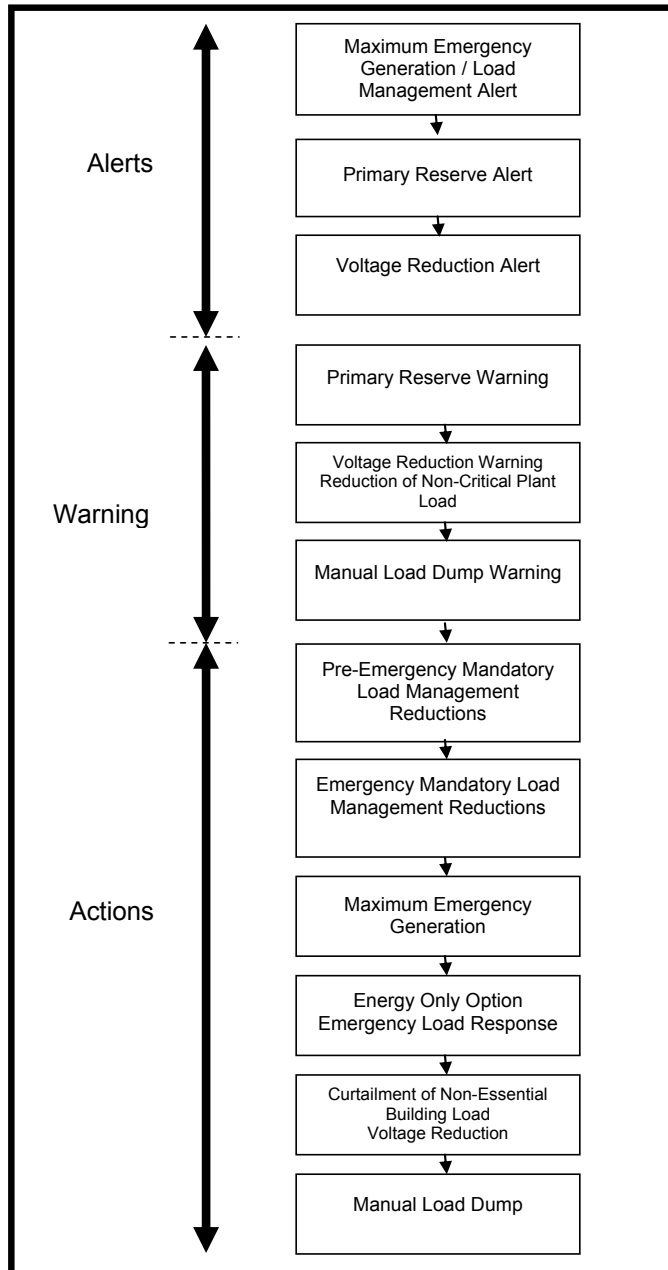 Maximum Emergency
Generation / Load
Management Alert
Alerts
Primary Reserve Alert
Voltage Reduction Alert
Primary Reserve Warning
Voltage Reduction Warning
Reduction of Non-Critical Plant
Load
Warning
Manual Load Dump Warning
Pre-Emergency Mandatory
Load Management
Reductions
Emergency Mandatory Load
Management Reductions
Actions
Maximum Emergency
Generation
Energy Only Option
Emergency Load Response
Curtailment of Non-Essential
Building Load
Voltage Reduction
Manual Load Dump